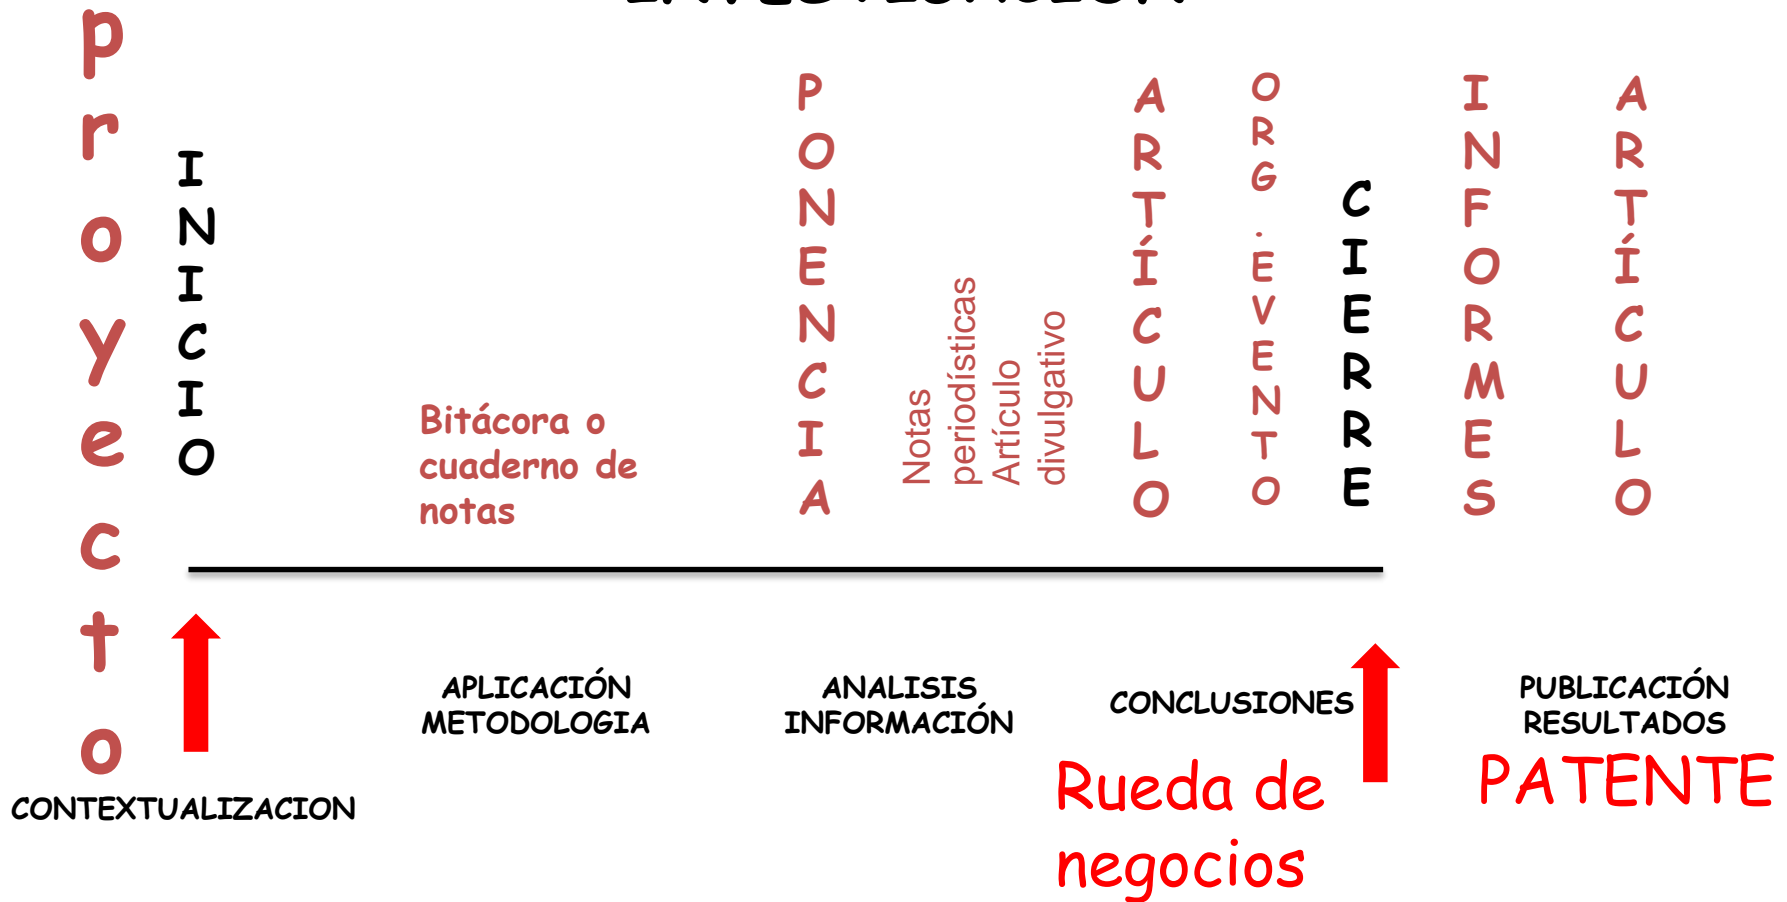 INVESTIGACIÓN
proyecto
INICIO
Bitácora o
cuaderno de
notas
PONENCIA
Notas
periodísticas
Artículo
divulgativo
ARTÍCULO
ORG.EVENTO
CIERRE
INFORMES
ARTÍCULO
CONTEXTUALIZACION
APLICACIÓN
METODOLOGIA
ANALISIS
INFORMACIÓN
CONCLUSIONES
Rueda de
negocios
PUBLICACIÓN
RESULTADOS
PATENTE